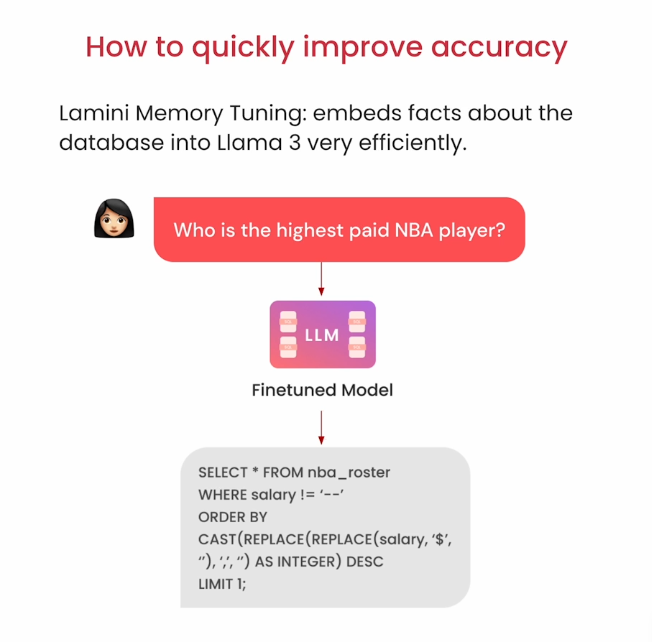 How to quickly improve accuracy
Lamini Memory Tuning: embeds facts about the
database into Llama 3 very efficiently.
Who is the highest paid NBA player?
LLM
Finetuned Model
SELECT * FROM nba_roster
WHERE salary != ‘--’
ORDER BY
CAST(REPLACE(REPLACE(salary, ‘$’,
‘’), ‘,’, ‘’) AS INTEGER) DESC
LIMIT 1;